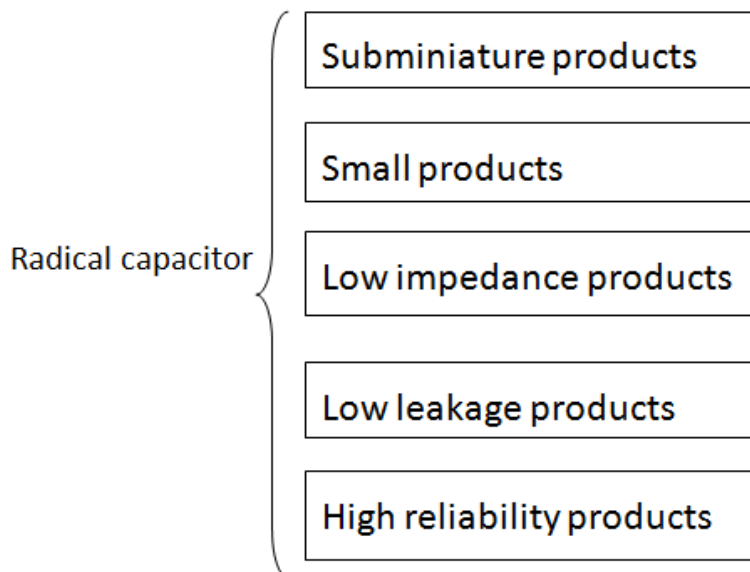 Subminiature products
Small products
Radical capacitor
Low impedance products
Low leakage products
High reliability products